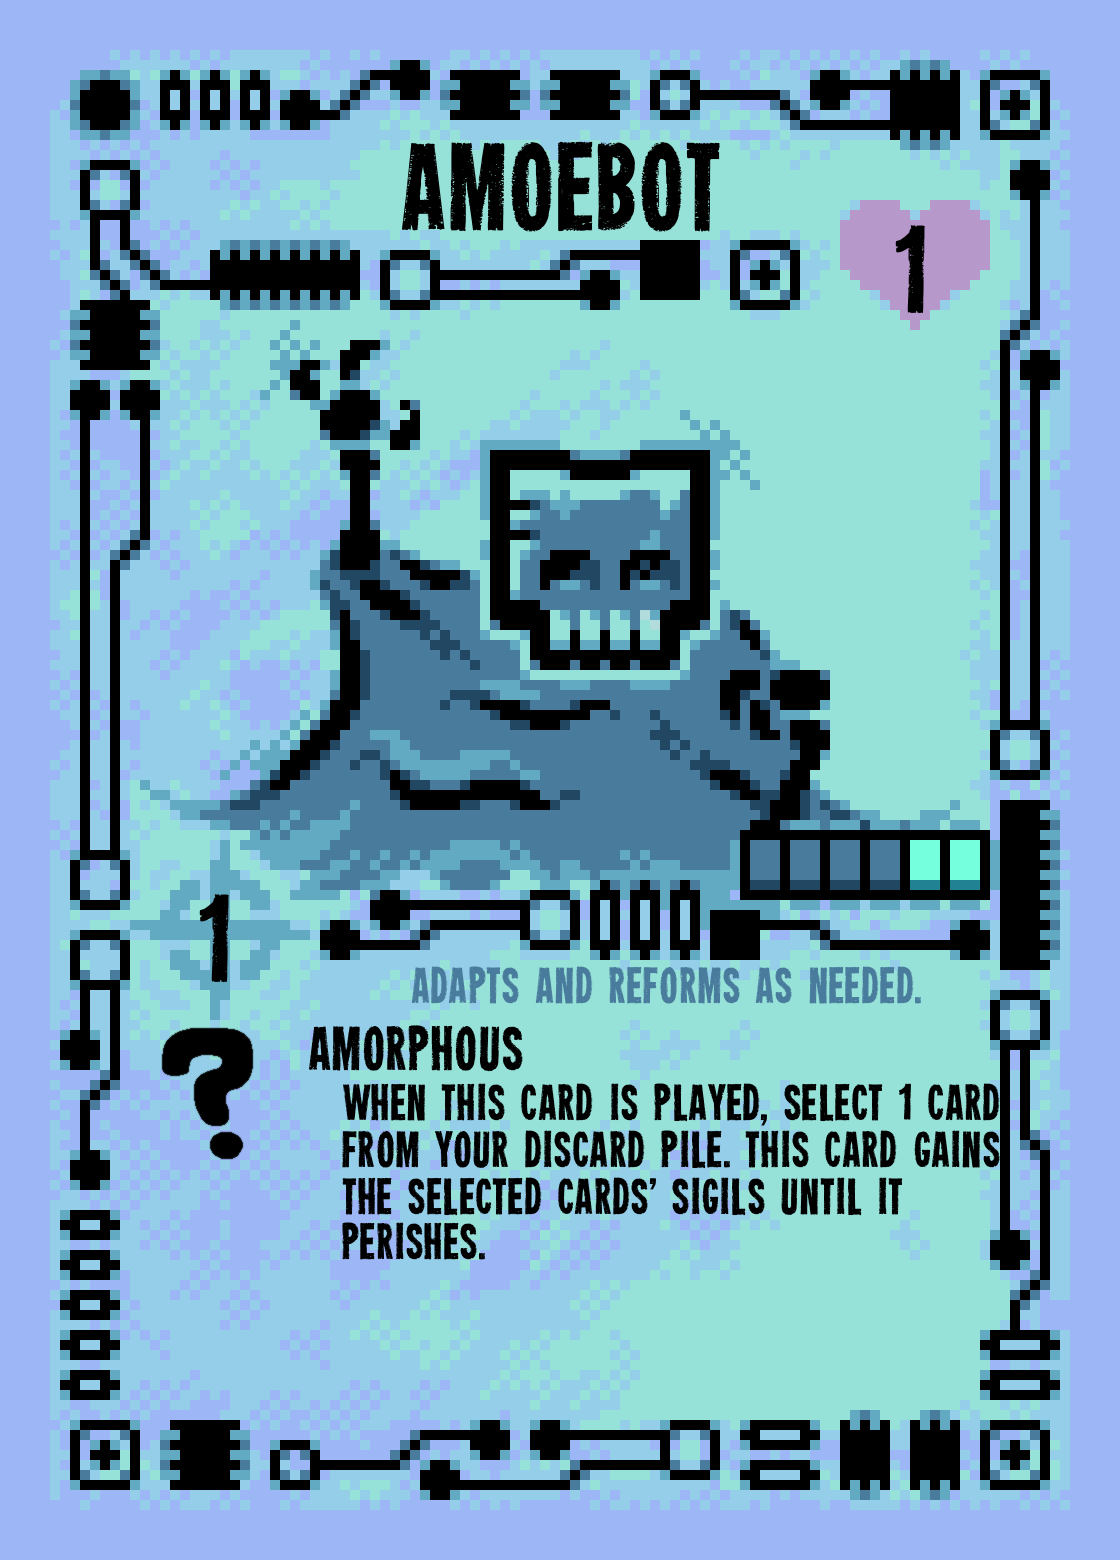 AMOEBOT
1
1
ADAPTS AND REFORMS AS NEEDED.
?
AMORPHOUS
WHEN THIS CARD IS PLAYED, SELECT 1 CARD
FROM YOUR DISCARD PILE. THIS CARD GAINS
THE SELECTED CARDS' SIGILS UNTIL IT
PERISHES.